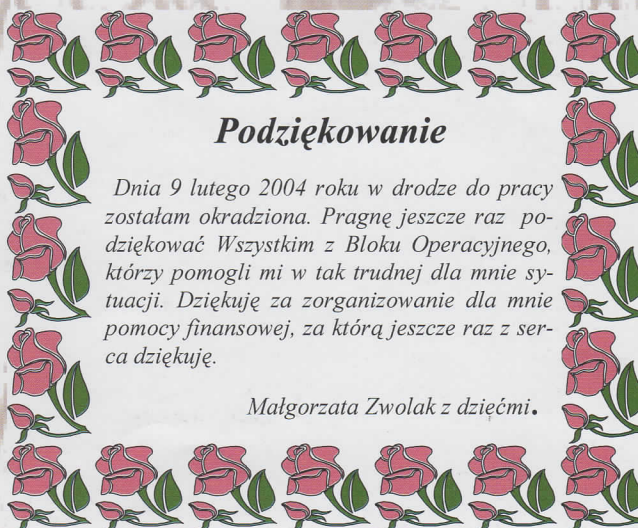 Podziękowanie
Dnia 9 lutego 2004 roku w drodze do pracy
zostałam okradziona. Pragnę jeszcze raz po-
dziękować Wszystkim z Bloku Operacyjnego,
którzy pomogli mi w tak trudnej dla mnie sy-
tuacji. Dziękuję za zorganizowanie dla mnie
pomocy finansowej, za którą jeszcze raz z ser-
ca dziękuję.
Małgorzata Zwolak z dzięćmi.